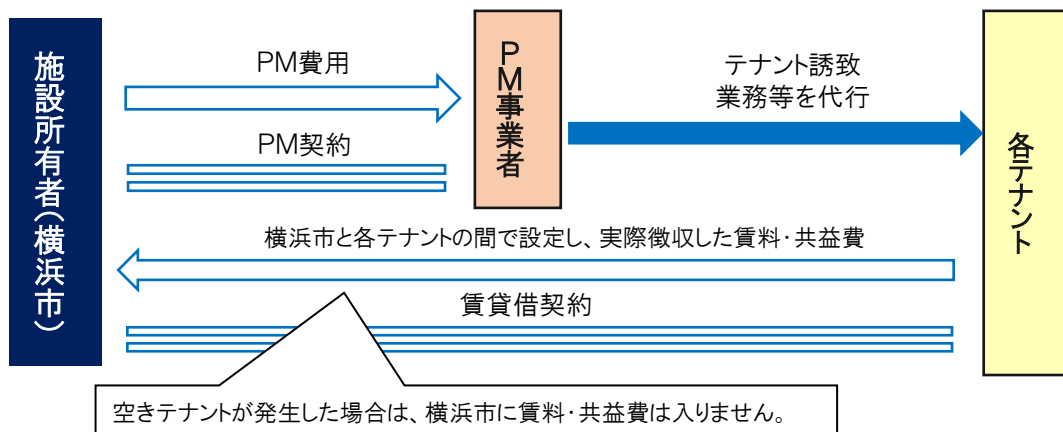 施設所有者(横浜市)
PM費用
PM契約
PM事業者
テナント誘致
業務等を代行
各テナント
横浜市と各テナントの間で設定し、実際徴収した賃料・共益費
賃貸借契約
空きテナントが発生した場合は、横浜市に賃料・共益費は入りません。